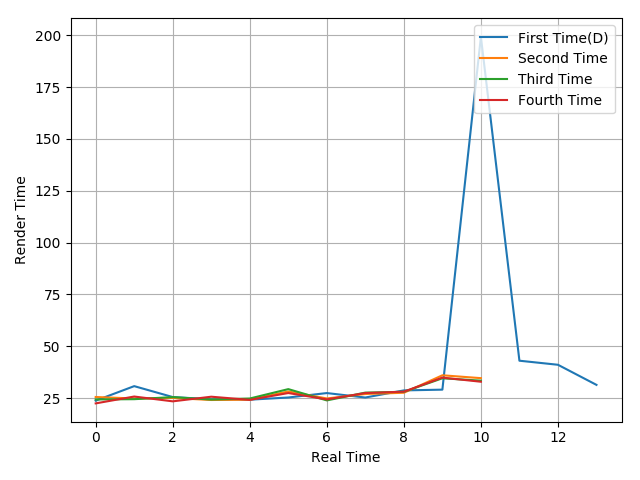 200
175
150
125
100
75
50
25
Render Time
First Time(D)
Second Time
Third Time
Fourth Time
0 2 4 6 8 10 12
Real Time